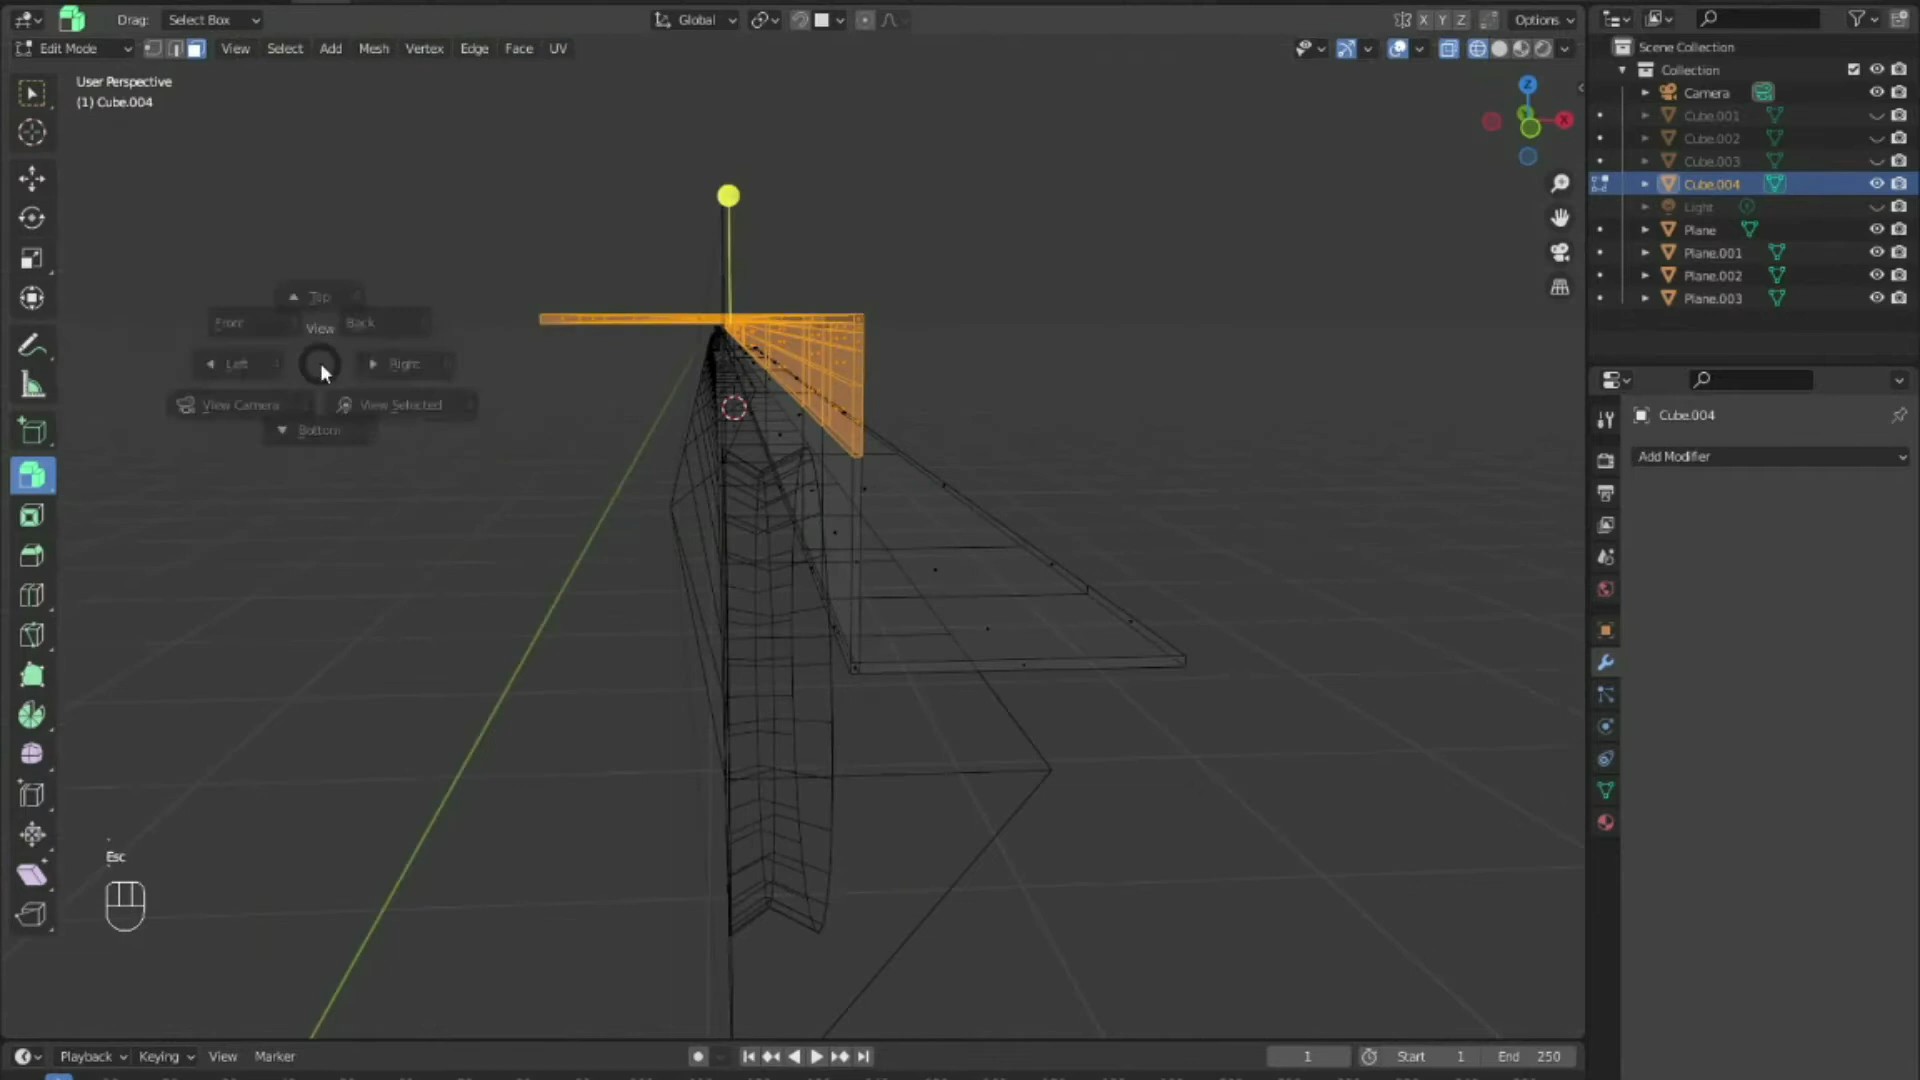 Drag: Select Box Global X Y Z Options
Edit Mode View Select Add Mesh Vertex Edge Face UV
Scene Collection
Collection
Camera
Cube.001
Cube.002
Cube.003
Cube.004
Light
Plane
Plane.001
Plane.002
Plane.003
User Perspective
(1) Cube.004
Z
X
Top
Front View Back
Left Right
View Camera View Selected
Bottom
Cube.004
Add Modifier
Esc
Playback Keying View Marker 1 Start 1 End 250